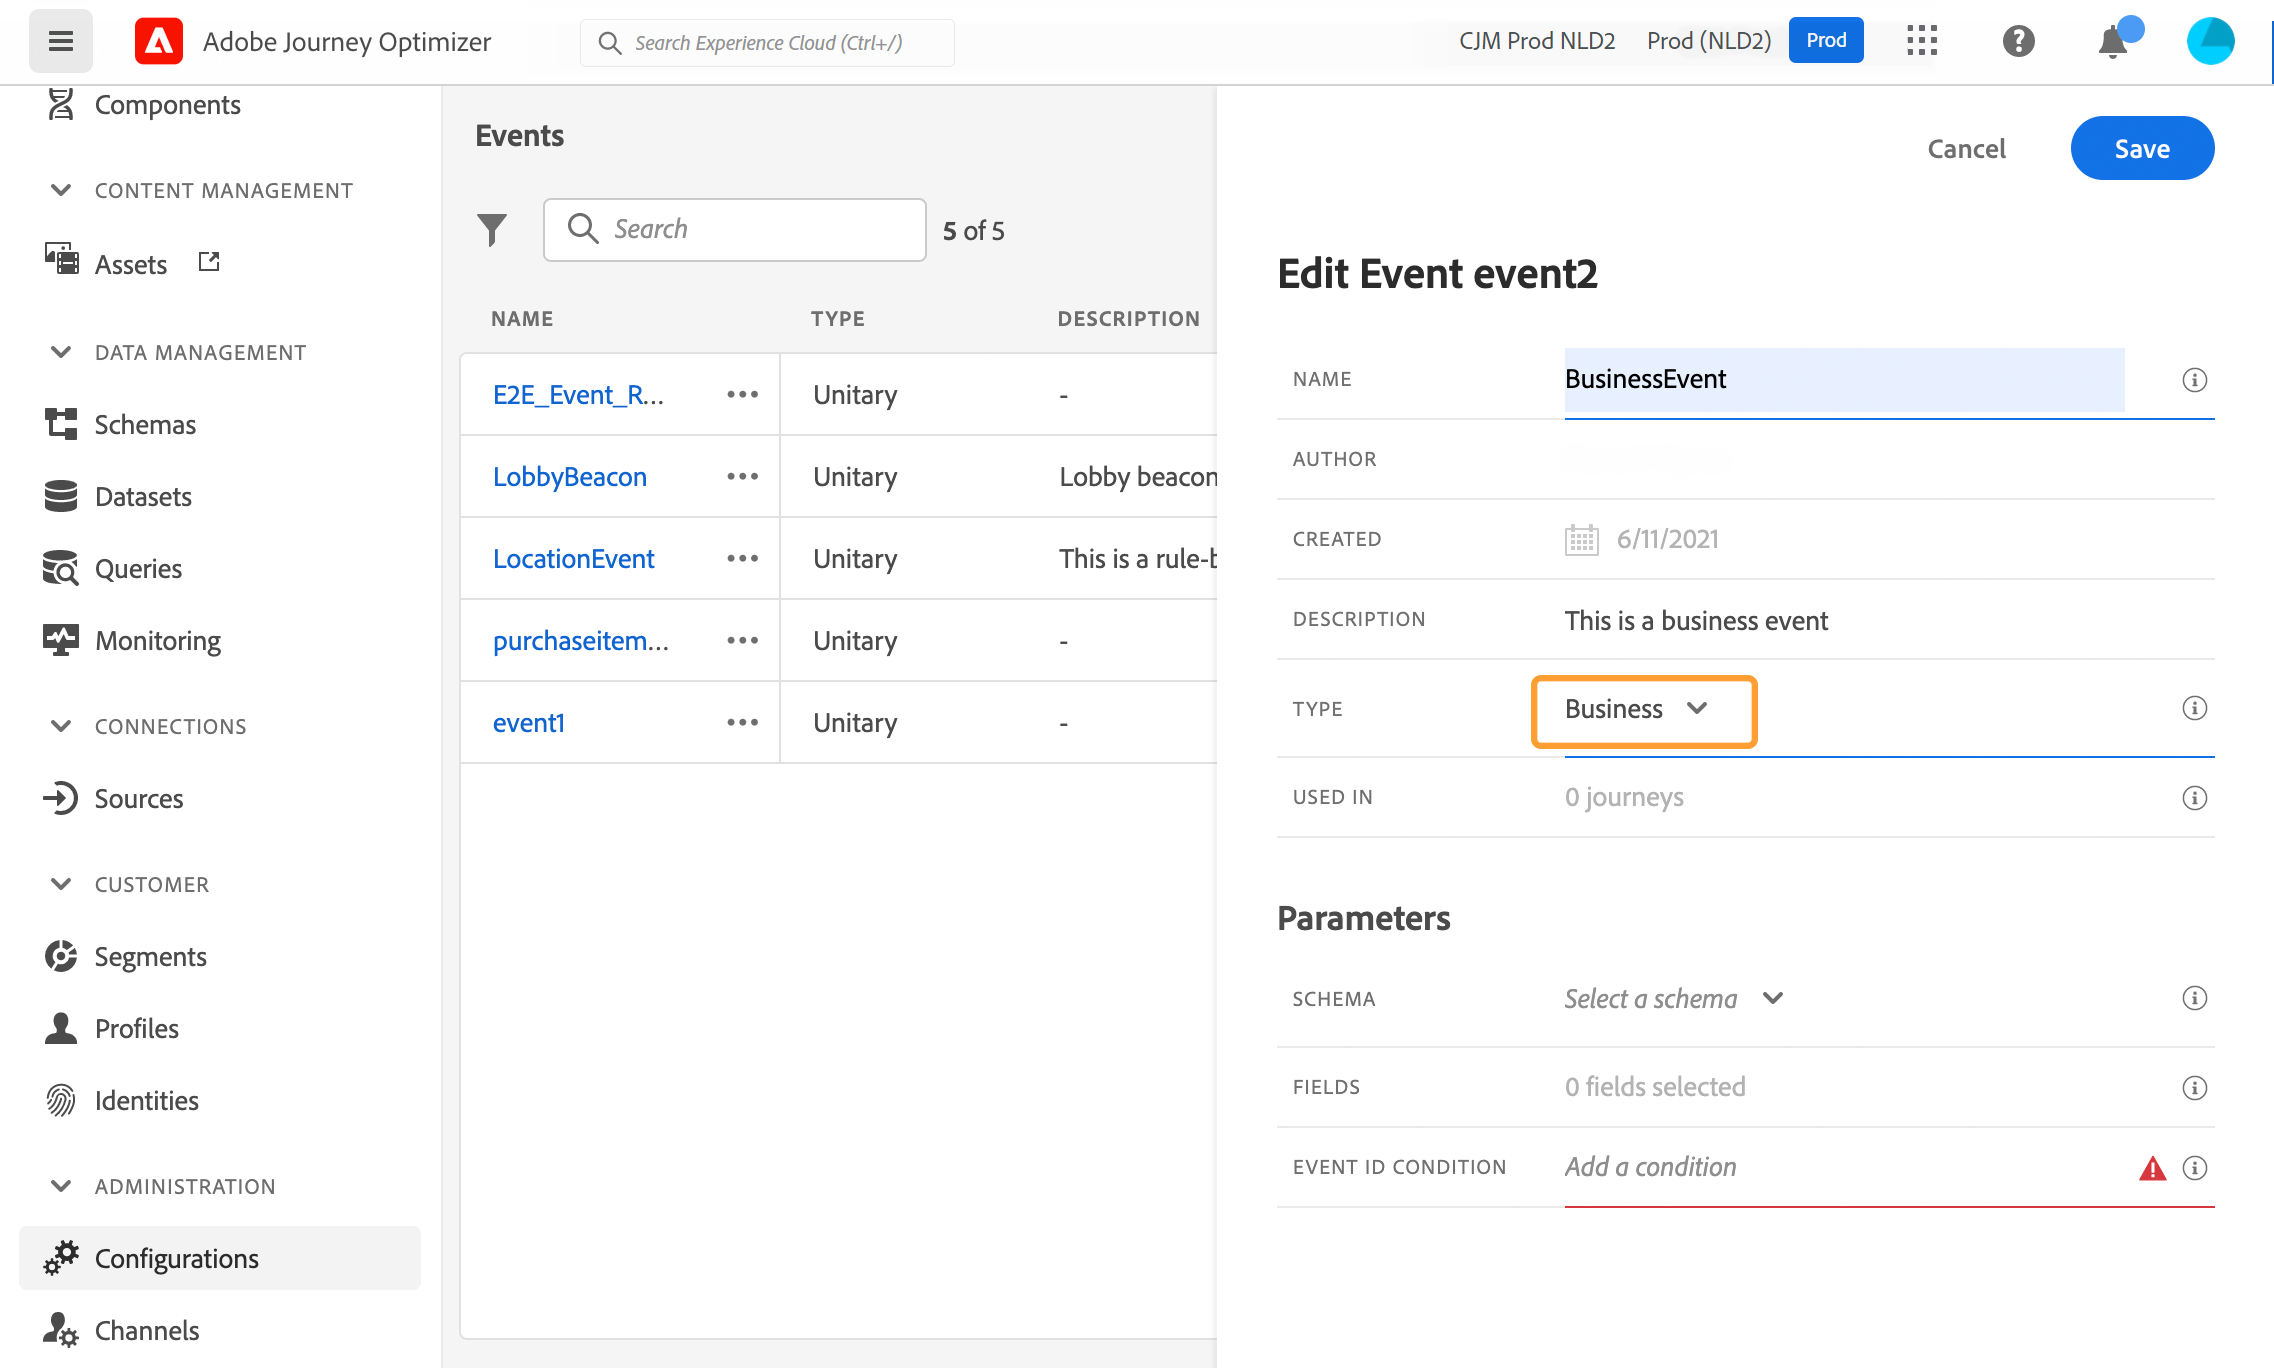 Adobe Journey Optimizer
Search Experience Cloud (Ctrl+/)
CJM Prod NLD2
Prod (NLD2)
Prod
Components
CONTENT MANAGEMENT
Assets
DATA MANAGEMENT
Schemas
Datasets
Queries
Monitoring
CONNECTIONS
Sources
CUSTOMER
Segments
Profiles
Identities
ADMINISTRATION
Configurations
Channels
Events
Search
5 of 5
NAME TYPE DESCRIPTION
E2E_Event_R... ••• Unitary -
LobbyBeacon ••• Unitary Lobby beacon
LocationEvent ••• Unitary This is a rule-b
purchaseitem... ••• Unitary -
event1 ••• Unitary -
Cancel
Save
Edit Event event2
NAME BusinessEvent
AUTHOR
CREATED 6/11/2021
DESCRIPTION This is a business event
TYPE Business
USED IN 0 journeys
Parameters
SCHEMA Select a schema
FIELDS 0 fields selected
EVENT ID CONDITION Add a condition